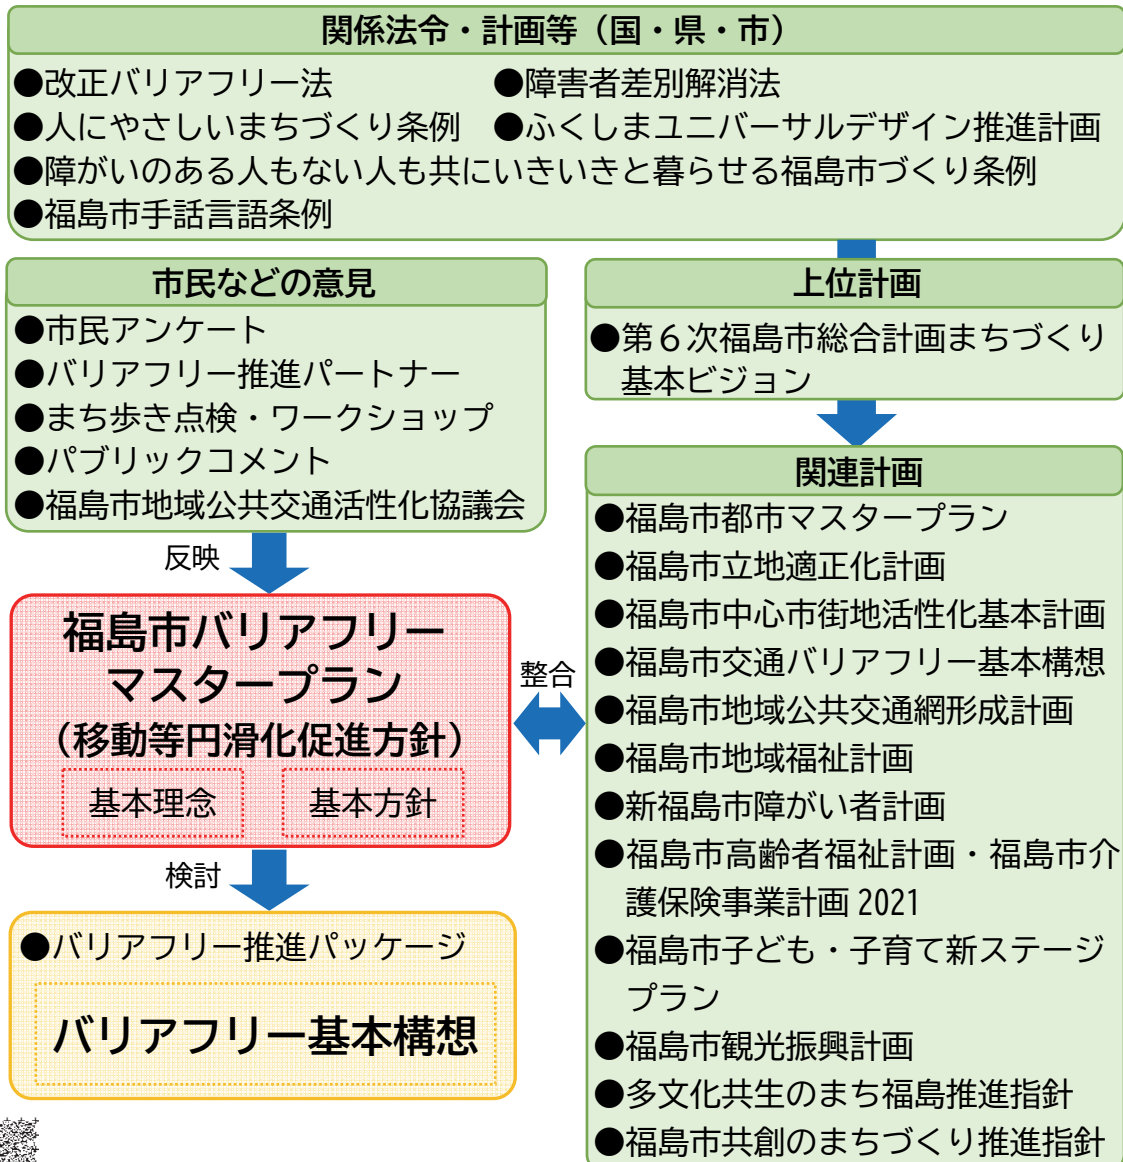 関係法令・計画等（国・県・市）
●改正バリアフリー法
●障害者差別解消法
●人にやさしいまちづくり条例
●ふくしまユニバーサルデザイン推進計画
●障がいのある人もない人も共にいきいきと暮らせる福島市づくり条例
●福島市手話言語条例
市民などの意見
●市民アンケート
●バリアフリー推進パートナー
●まち歩き点検・ワークショップ
●パブリックコメント
●福島市地域公共交通活性化協議会
反映
福島市バリアフリー
マスタープラン
（移動等円滑化促進方針）
基本理念
基本方針
整合
検討
●バリアフリー推進パッケージ
バリアフリー基本構想
上位計画
●第６次福島市総合計画まちづくり
基本ビジョン
関連計画
●福島市都市マスタープラン
●福島市立地適正化計画
●福島市中心市街地活性化基本計画
●福島市交通バリアフリー基本構想
●福島市地域公共交通網形成計画
●福島市地域福祉計画
●新福島市障がい者計画
●福島市高齢者福祉計画・福島市介
護保険事業計画 2021
●福島市子ども・子育て新ステージ
プラン
●福島市観光振興計画
●多文化共生のまち福島推進指針
●福島市共創のまちづくり推進指針